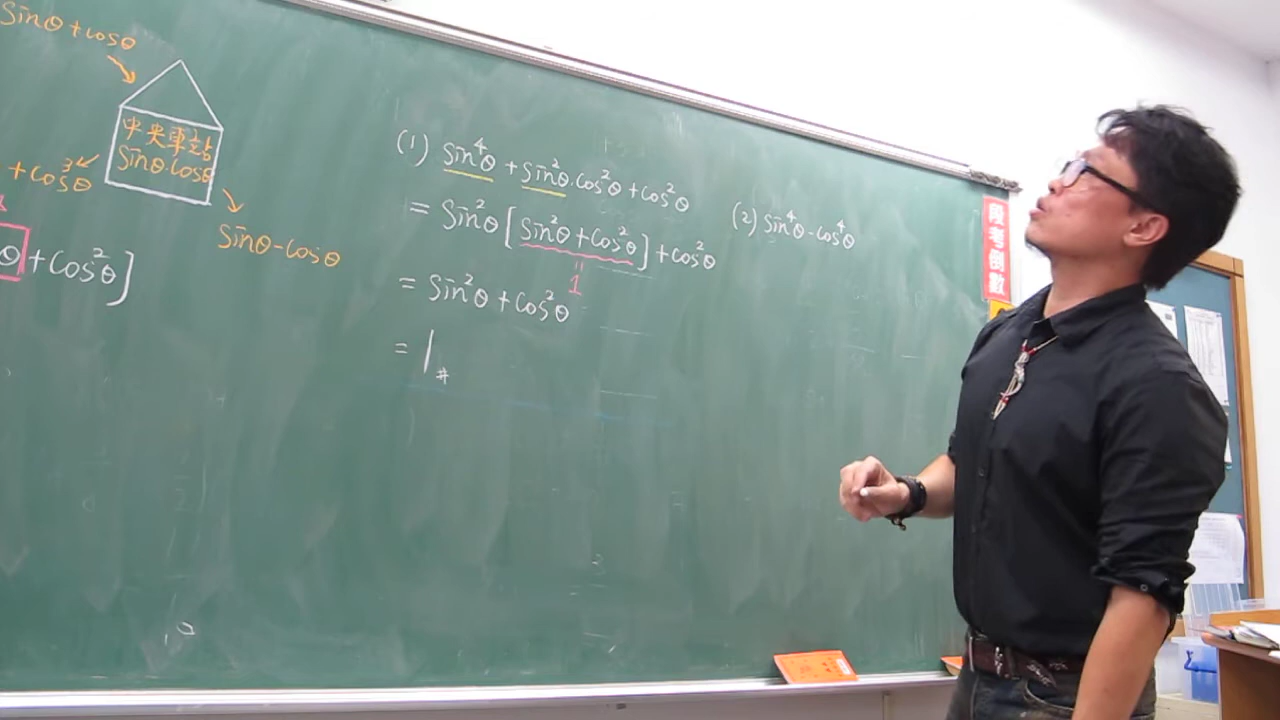 sinθ+cosθ
中央車站
sinθ·cosθ
+cos³θ
sinθ-cosθ
θ+cos²θ]
(1) sin⁴θ+sin²θ·cos²θ+cos²θ
= sin²θ[sin²θ+cos²θ]+cos²θ
1
= sin²θ+cos²θ
= 1#
(2) sin⁴θ-cos⁴θ
段考倒數